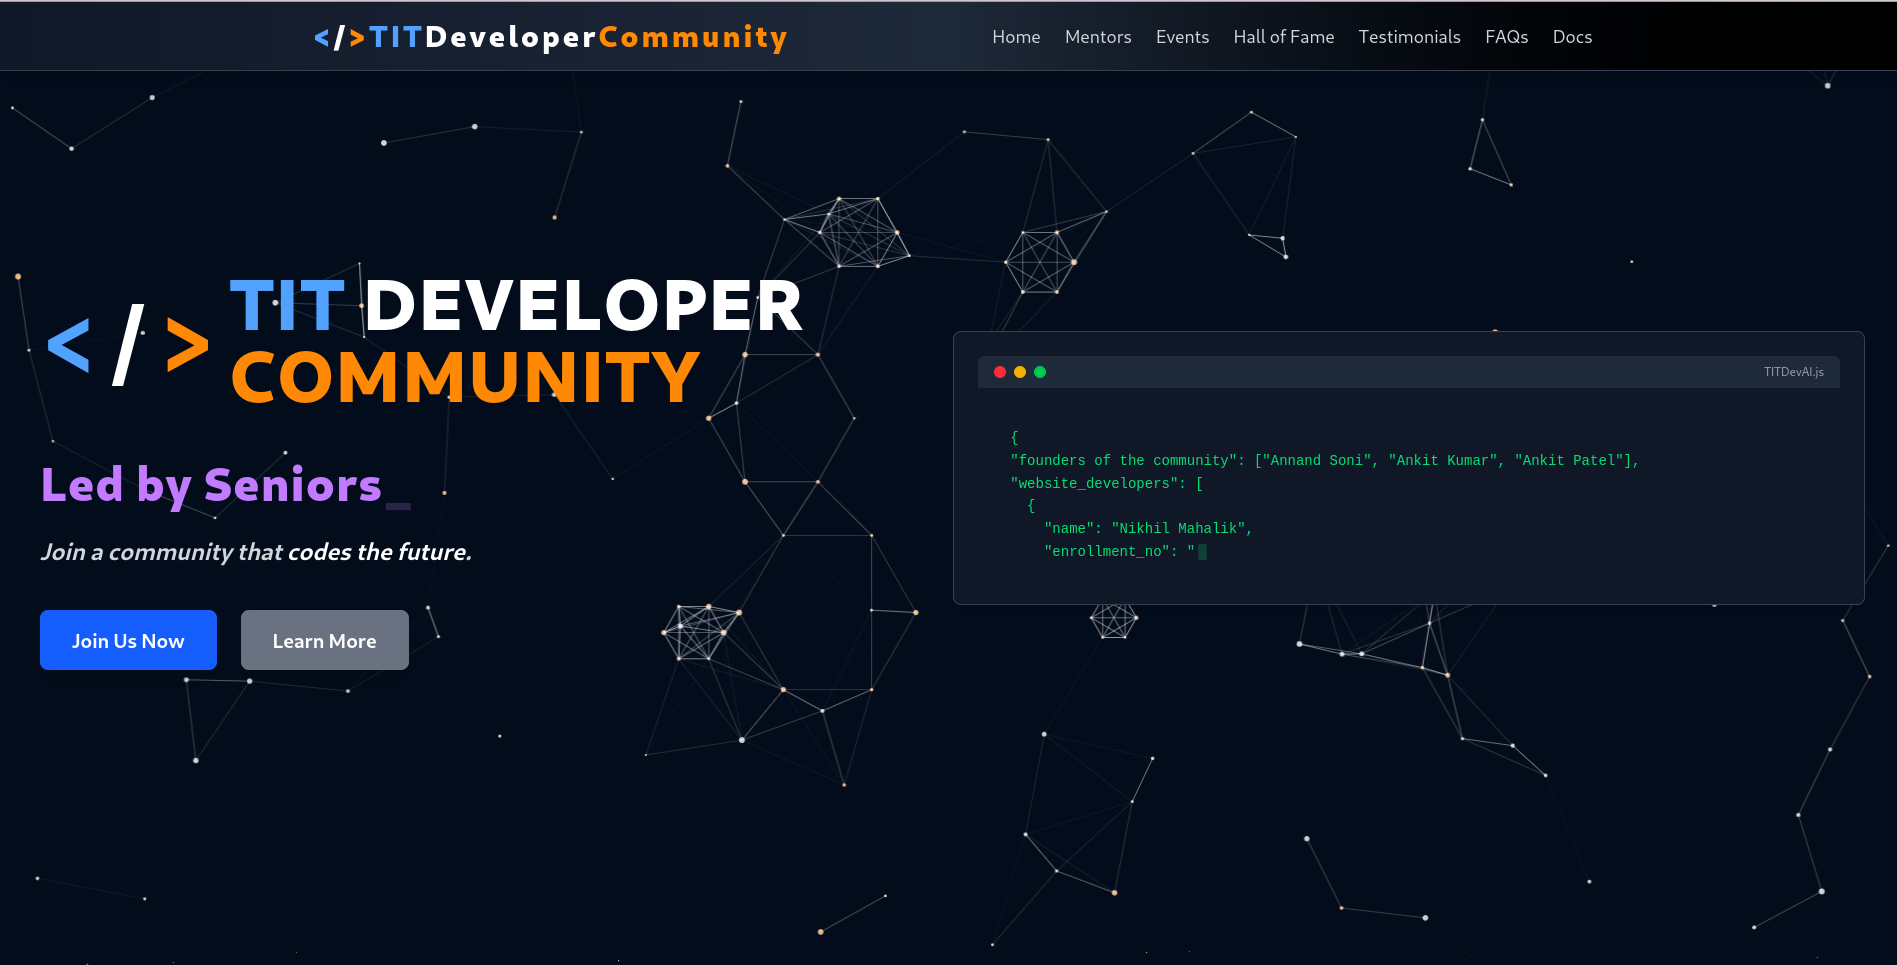 </>TITDeveloperCommunity
Home Mentors Events Hall of Fame Testimonials FAQs Docs
</> TIT DEVELOPER
COMMUNITY
Led by Seniors_
Join a community that codes the future.
Join Us Now
Learn More
TITDevAI.js
{
"founders of the community": ["Annand Soni", "Ankit Kumar", "Ankit Patel"],
"website_developers": [
{
"name": "Nikhil Mahalik",
"enrollment_no": "